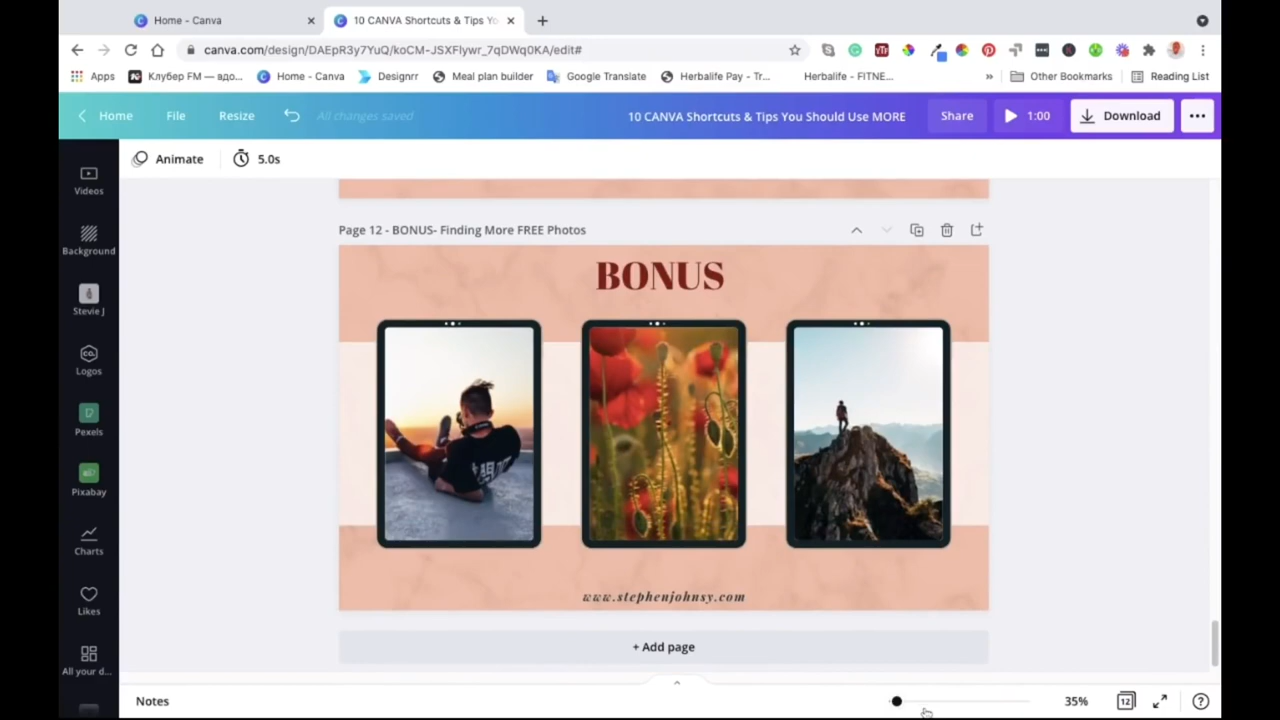 Home - Canva
10 CANVA Shortcuts & Tips Yo
canva.com/design/DAEpR3y7YuQ/koCM-JSXFlywr_7qDWq0KA/edit#
Apps
Клубер FM — вдо...
Home - Canva
Designrr
Meal plan builder
Google Translate
Herbalife Pay - Tr...
Herbalife - FITNE...
»
Other Bookmarks
Reading List
Home
File
Resize
All changes saved
10 CANVA Shortcuts & Tips You Should Use MORE
Share
1:00
Download
Animate
5.0s
Videos
Background
Stevie J
Logos
Pexels
Pixabay
Charts
Likes
All your d...
Page 12 - BONUS- Finding More FREE Photos
BONUS
www.stephenjohnsy.com
+ Add page
Notes
35%
12